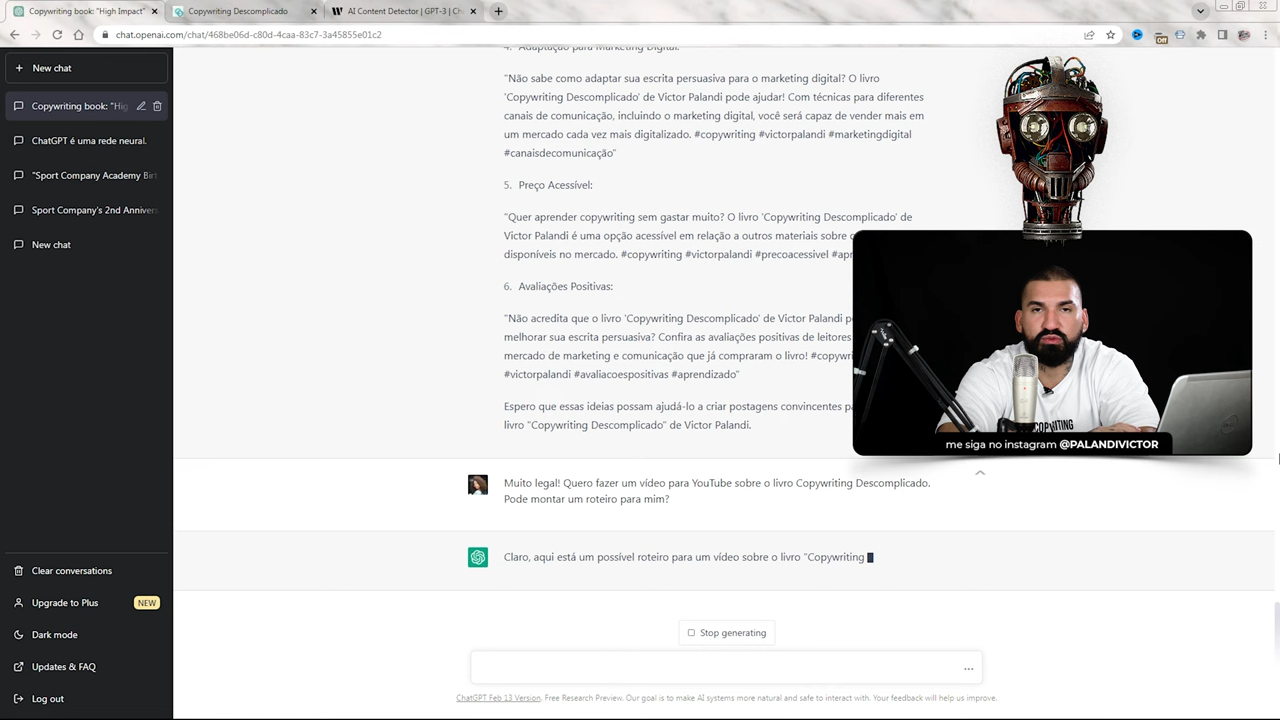 Copywriting book: "High Impact"
Copywriting Descomplicado
AI Content Detector | GPT-3 | Ch
chat.openai.com/chat/468be06d-c80d-4caa-83c7-3a45855e01c2
Off
New chat
Copywriting book: "Hig
ChatGPT é uma rede neural.
"Sport Company Academy Birt
Sport Company's 2nd Annivers
New chat
Clear conversations
Upgrade to Plus
NEW
Dark mode
Updates & FAQ
Log out
4. Adaptação para Marketing Digital:
"Não sabe como adaptar sua escrita persuasiva para o marketing digital? O livro
'Copywriting Descomplicado' de Victor Palandi pode ajudar! Com técnicas para diferentes
canais de comunicação, incluindo o marketing digital, você será capaz de vender mais em
um mercado cada vez mais digitalizado. #copywriting #victorpalandi #marketingdigital
#canaisdecomunicação"
5. Preço Acessível:
"Quer aprender copywriting sem gastar muito? O livro 'Copywriting Descomplicado' de
Victor Palandi é uma opção acessível em relação a outros materiais sobre c
disponíveis no mercado. #copywriting #victorpalandi #precoacessivel #apr
6. Avaliações Positivas:
"Não acredita que o livro 'Copywriting Descomplicado' de Victor Palandi p
melhorar sua escrita persuasiva? Confira as avaliações positivas de leitores
mercado de marketing e comunicação que já compraram o livro! #copywri
#victorpalandi #avaliacoespositivas #aprendizado"
Espero que essas ideias possam ajudá-lo a criar postagens convincentes pa
livro "Copywriting Descomplicado" de Victor Palandi.
me siga no instagram @PALANDIVICTOR
Muito legal! Quero fazer um vídeo para YouTube sobre o livro Copywriting Descomplicado.
Pode montar um roteiro para mim?
Claro, aqui está um possível roteiro para um vídeo sobre o livro "Copywriting
Stop generating
ChatGPT Feb 13 Version. Free Research Preview. Our goal is to make AI systems more natural and safe to interact with. Your feedback will help us improve.